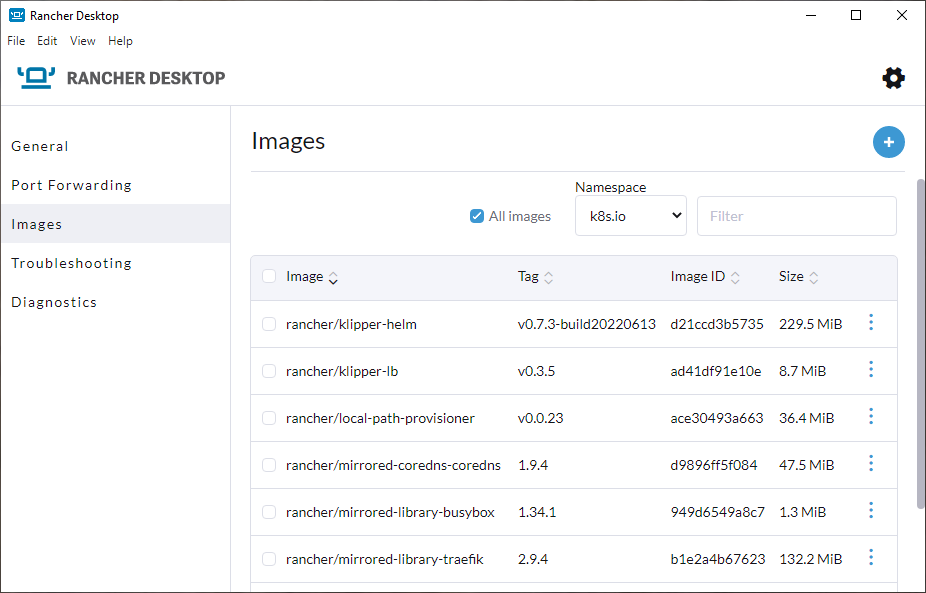 Rancher Desktop
File Edit View Help
RANCHER DESKTOP
General
Port Forwarding
Images
Troubleshooting
Diagnostics
Images
Namespace
All images k8s.io Filter
Image Tag Image ID Size
rancher/klipper-helm v0.7.3-build20220613 d21ccd3b5735 229.5 MiB
rancher/klipper-lb v0.3.5 ad41df91e10e 8.7 MiB
rancher/local-path-provisioner v0.0.23 ace30493a663 36.4 MiB
rancher/mirrored-coredns-coredns 1.9.4 d9896ff5f084 47.5 MiB
rancher/mirrored-library-busybox 1.34.1 949d6549a8c7 1.3 MiB
rancher/mirrored-library-traefik 2.9.4 b1e2a4b67623 132.2 MiB